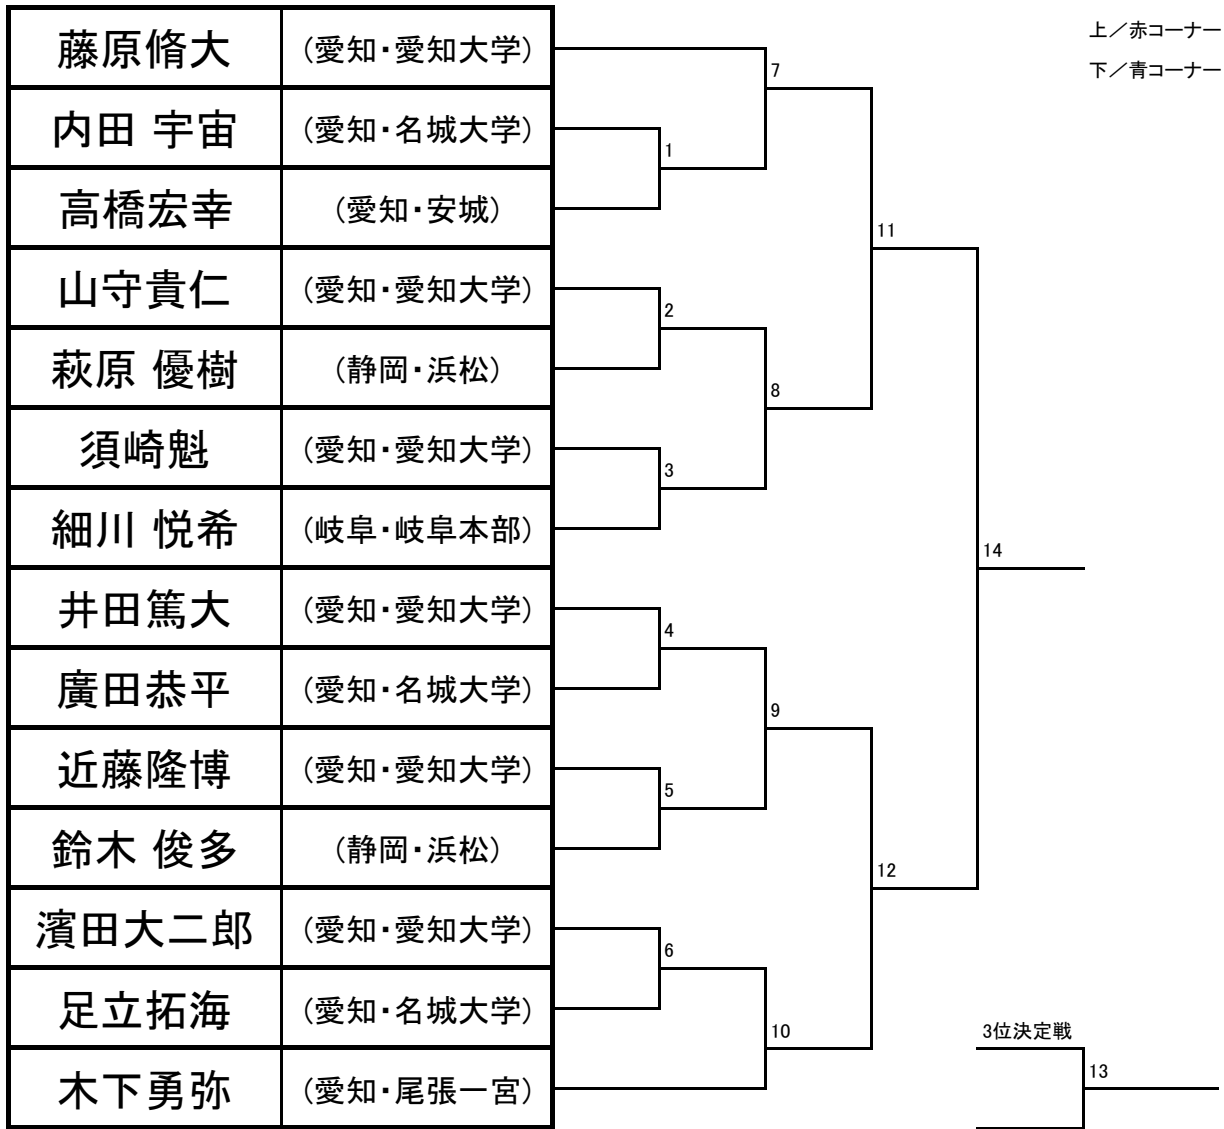 藤原脩大 (愛知・愛知大学)
上／赤コーナー
下／青コーナー
7
内田 宇宙 (愛知・名城大学)
1
高橋宏幸 (愛知・安城)
11
山守貴仁 (愛知・愛知大学)
2
萩原 優樹 (静岡・浜松)
8
須崎魁 (愛知・愛知大学)
3
細川 悦希 (岐阜・岐阜本部)
14
井田篤大 (愛知・愛知大学)
4
廣田恭平 (愛知・名城大学)
9
近藤隆博 (愛知・愛知大学)
5
鈴木 俊多 (静岡・浜松)
12
濱田大二郎 (愛知・愛知大学)
6
足立拓海 (愛知・名城大学)
10
3位決定戦
木下勇弥 (愛知・尾張一宮)
13